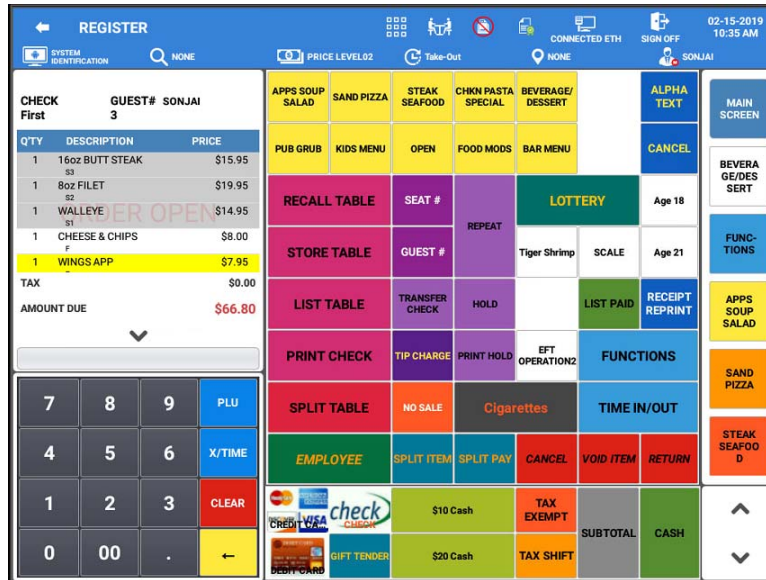 REGISTER
CONNECTED ETH
SIGN OFF
02-15-2019
10:35 AM
SYSTEM
IDENTIFICATION
NONE
PRICE LEVEL02
Take-Out
NONE
SONJAI
CHECK
First
GUEST# SONJAI
3
Q'TY DESCRIPTION PRICE
1 16oz BUTT STEAK $15.95
S3
1 8oz FILET $19.95
S2
1 WALLEYE $14.95
S1
ORDER OPEN
1 CHEESE & CHIPS $8.00
F
1 WINGS APP $7.95
TAX $0.00
AMOUNT DUE $66.80
7 8 9 PLU
4 5 6 X/TIME
1 2 3 CLEAR
0 00 . ←
APPS SOUP
SALAD
SAND PIZZA
STEAK
SEAFOOD
CHKN PASTA
SPECIAL
BEVERAGE/
DESSERT
ALPHA
TEXT
PUB GRUB
KIDS MENU
OPEN
FOOD MODS
BAR MENU
CANCEL
RECALL TABLE
SEAT #
REPEAT
LOTTERY
Age 18
STORE TABLE
GUEST #
Tiger Shrimp
SCALE
Age 21
LIST TABLE
TRANSFER
CHECK
HOLD
LIST PAID
RECEIPT
REPRINT
PRINT CHECK
TIP CHARGE
PRINT HOLD
EFT
OPERATION2
FUNCTIONS
SPLIT TABLE
NO SALE
Cigarettes
TIME IN/OUT
EMPLOYEE
SPLIT ITEM
SPLIT PAY
CANCEL
VOID ITEM
RETURN
VISA
CREDIT CA...
check
CHECK
$10 Cash
TAX
EXEMPT
SUBTOTAL
CASH
DEBIT CARD
GIFT TENDER
$20 Cash
TAX SHIFT
MAIN
SCREEN
BEVERA
GE/DES
SERT
FUNC-
TIONS
APPS
SOUP
SALAD
SAND
PIZZA
STEAK
SEAFOO
D